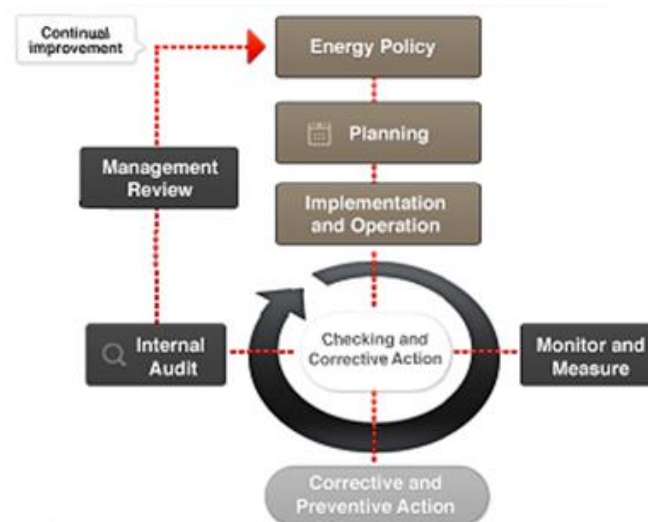 Continual
improvement
Energy Policy
Planning
Management
Review
Implementation
and Operation
Internal
Audit
Checking and
Corrective Action
Monitor and
Measure
Corrective and
Preventive Action